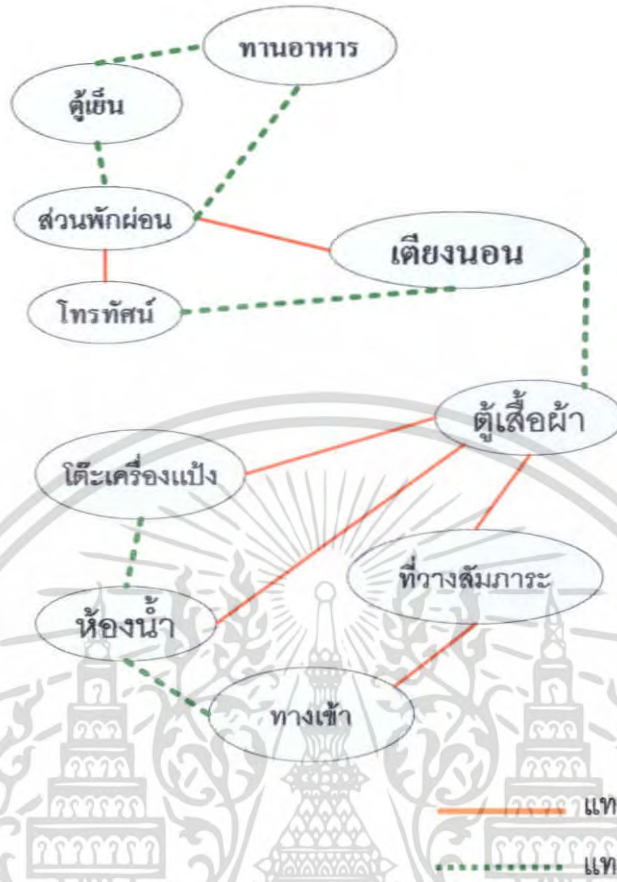 ทานอาหาร
ตู้เย็น
ส่วนพักผ่อน
เตียงนอน
โทรทัศน์
ตู้เสื้อผ้า
โต๊ะเครื่องแป้ง
ที่วางสัมภาระ
ห้องน้ำ
ทางเข้า
แท
แท